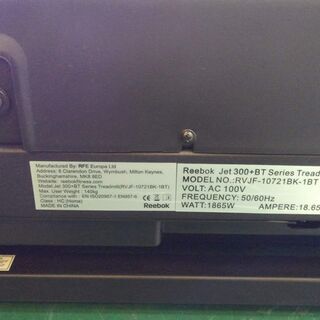 Manufactured By: RFE Europe Ltd
Address: 8 Clarendon Drive, Wymbush, Milton Keynes,
Buckinghamshire, MK8 8ED
Website: reebokfitness.com
Model:Jet 300+BT Series Treadmill(RVJF-10721BK-1BT)
Max. User Weight : 140kg
Compliance with : EN ISO20957-1 EN957-6
Class: HC (Home)
MADE IN CHINA
Reebok
Reebok Jet 300+BT Series Treadmill
MODEL NO.:RVJF-10721BK-1BT
VOLT: AC 100V
FREQUENCY: 50/60Hz
WATT:1865W AMPERE:18.65